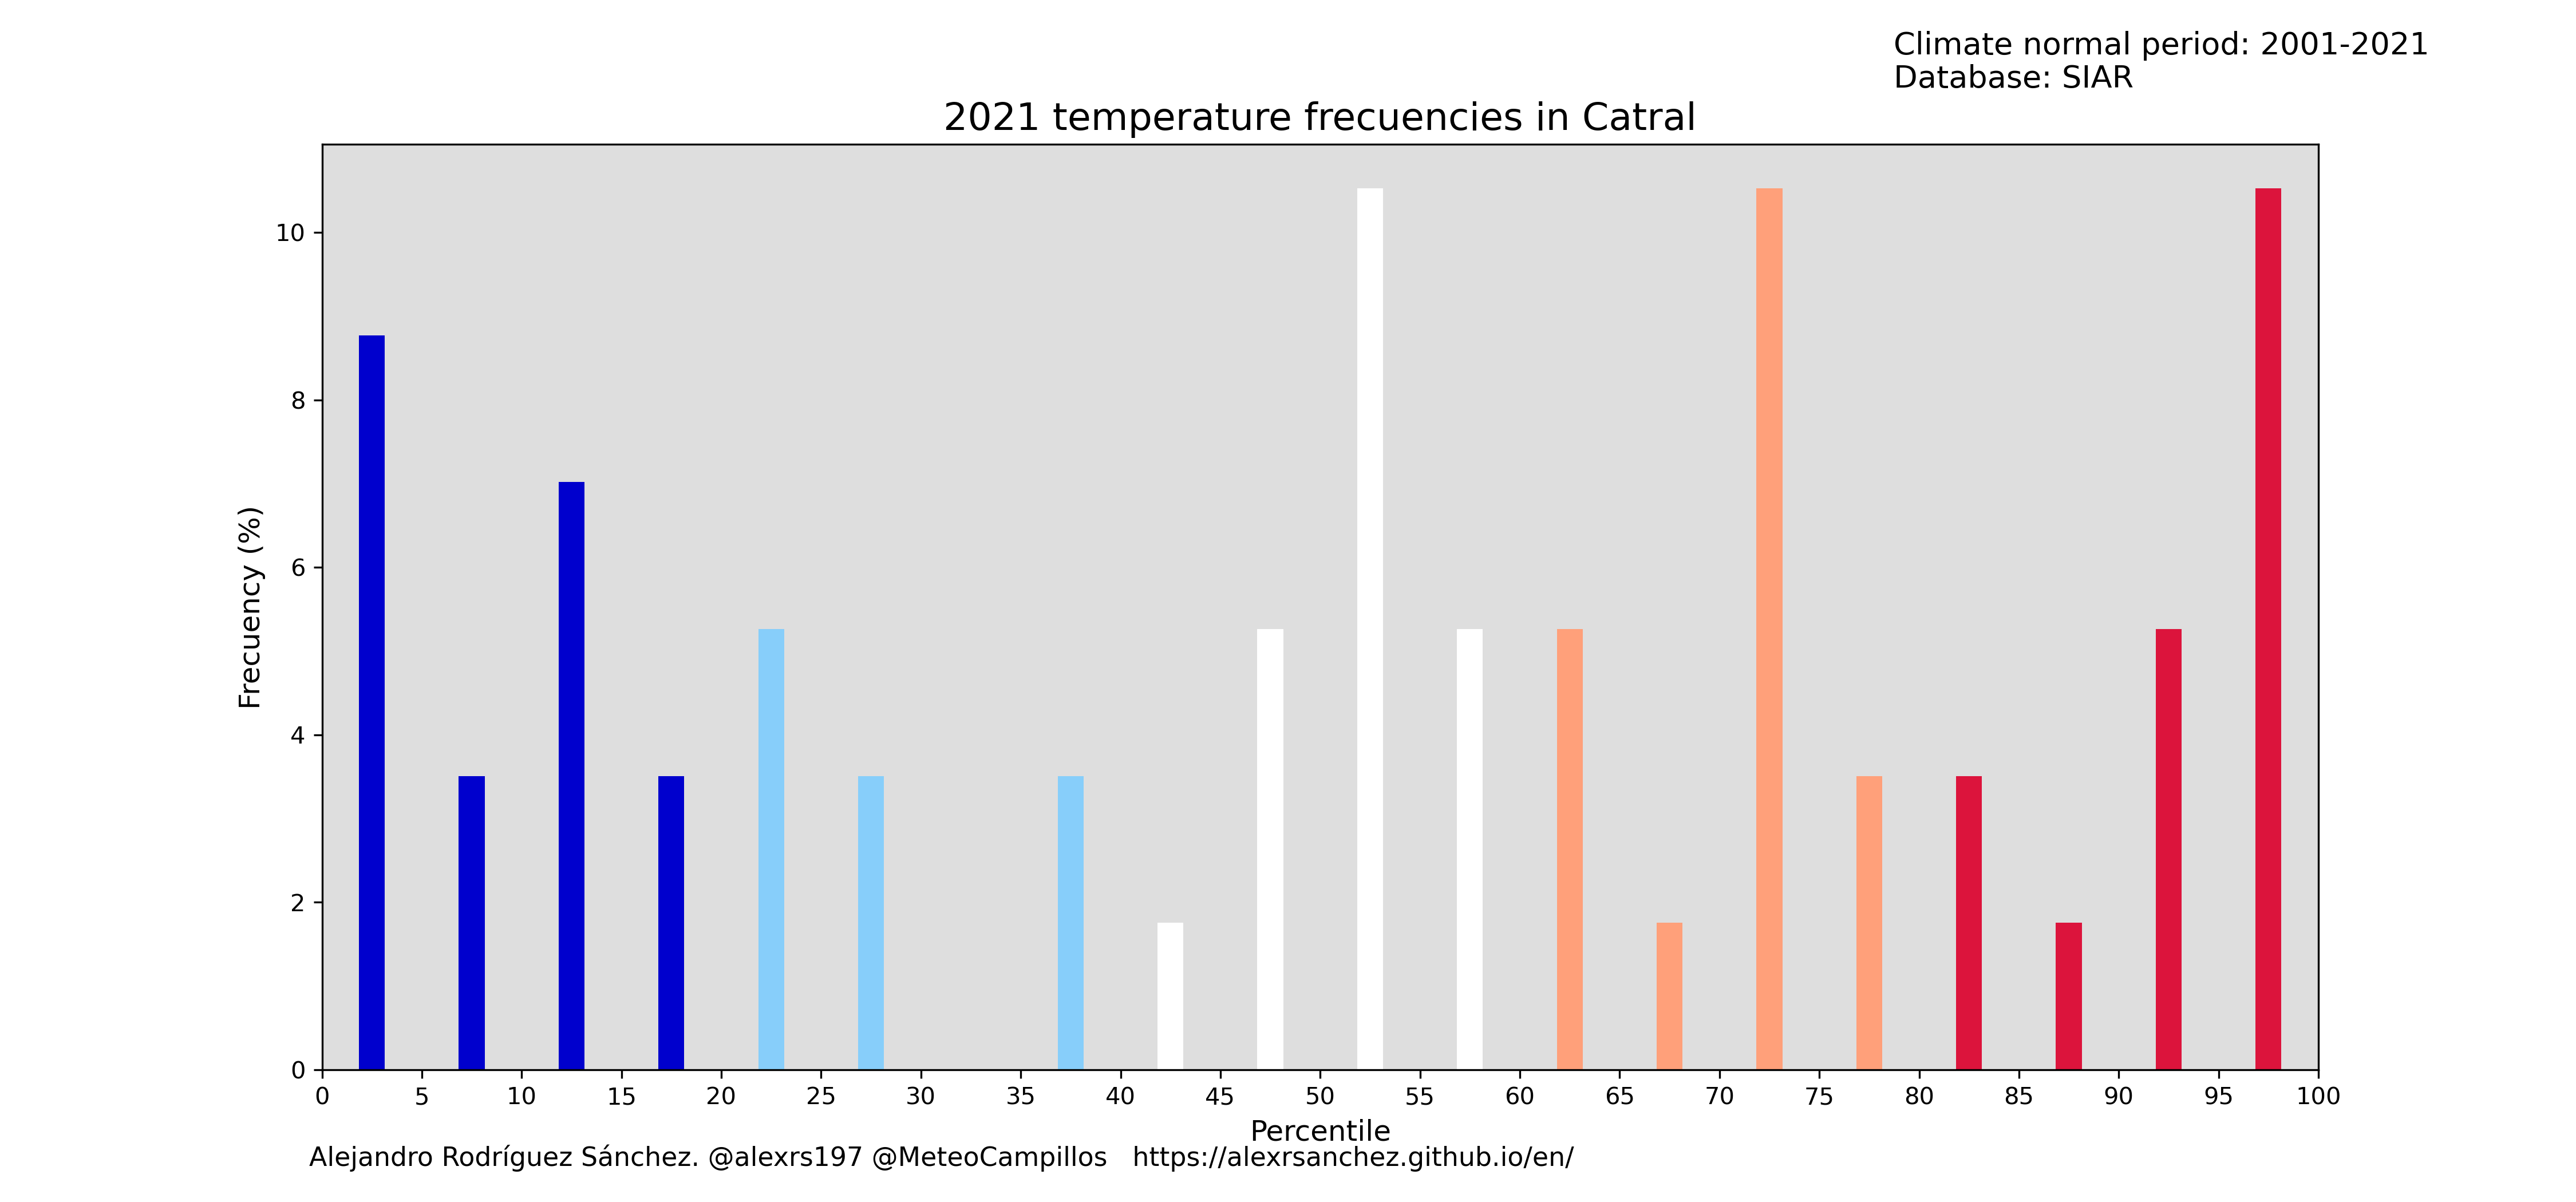 Climate normal period: 2001-2021
Database: SIAR
2021 temperature frecuencies in Catral
10
8
6
4
2
0
Frecuency (%)
0 5 10 15 20 25 30 35 40 45 50 55 60 65 70 75 80 85 90 95 100
Percentile
Alejandro Rodríguez Sánchez. @alexrs197 @MeteoCampillos https://alexrsanchez.github.io/en/